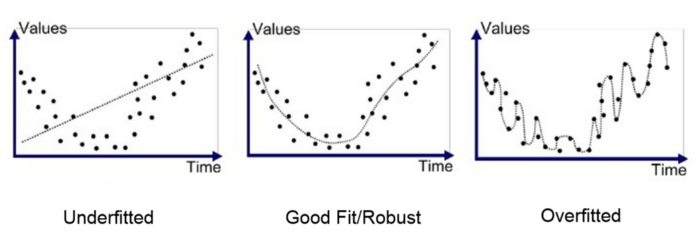 Values
Time
Underfitted
Values
Time
Good Fit/Robust
Values
Time
Overfitted